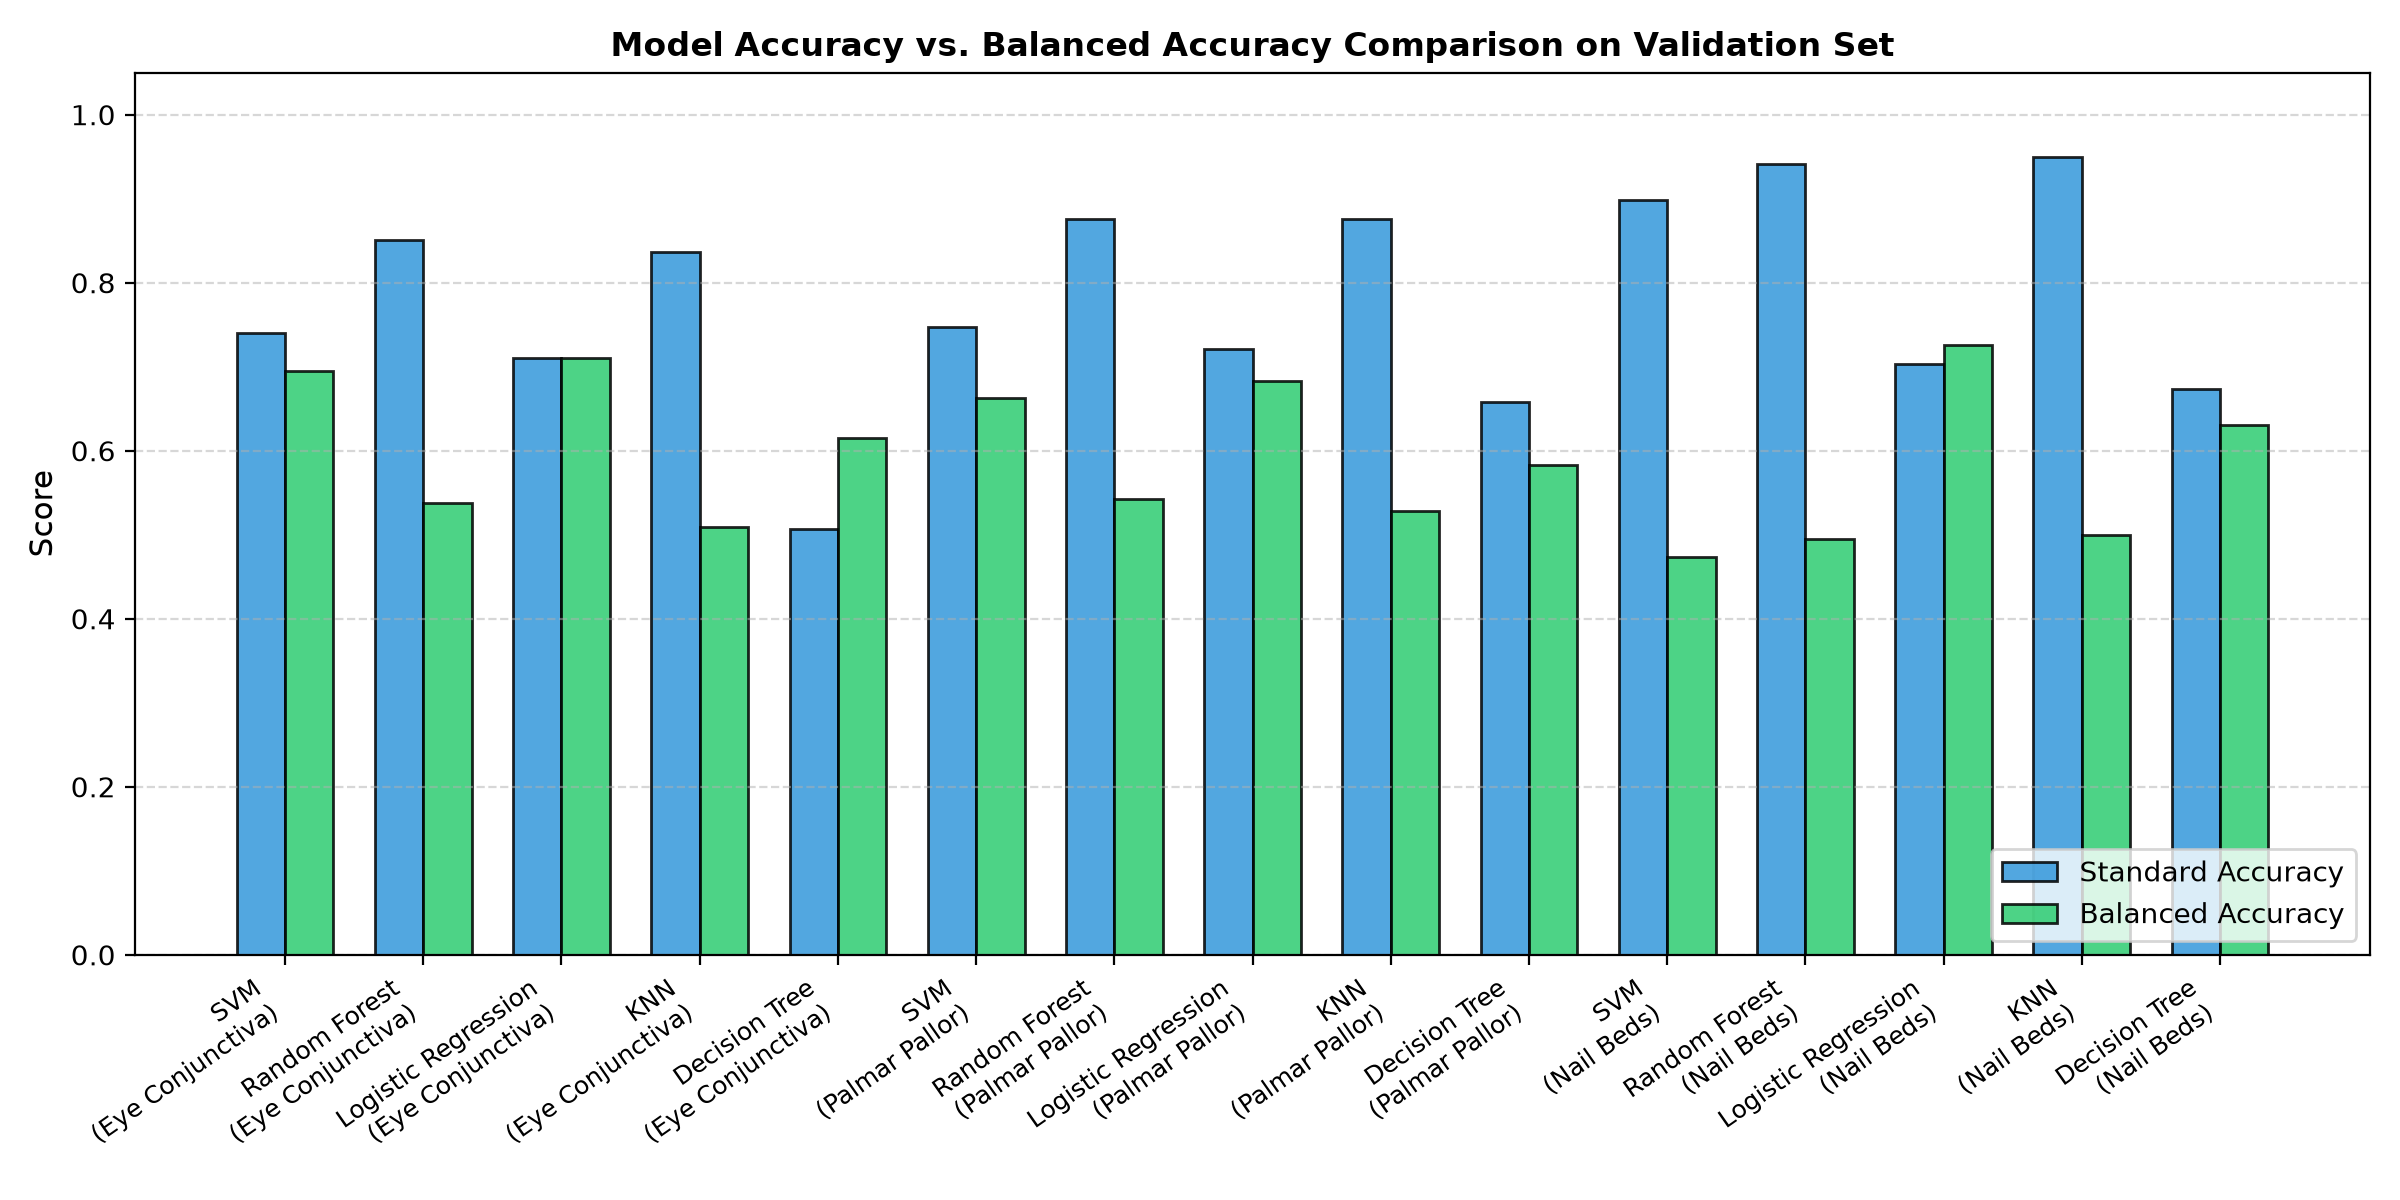 Model Accuracy vs. Balanced Accuracy Comparison on Validation Set
Score
1.0
0.8
0.6
0.4
0.2
0.0
SVM
(Eye Conjunctiva)
Random Forest
(Eye Conjunctiva)
Logistic Regression
(Eye Conjunctiva)
KNN
(Eye Conjunctiva)
Decision Tree
(Eye Conjunctiva)
SVM
(Palmar Pallor)
Random Forest
(Palmar Pallor)
Logistic Regression
(Palmar Pallor)
KNN
(Palmar Pallor)
Decision Tree
(Palmar Pallor)
SVM
(Nail Beds)
Random Forest
(Nail Beds)
Logistic Regression
(Nail Beds)
KNN
(Nail Beds)
Decision Tree
(Nail Beds)
Standard Accuracy
Balanced Accuracy